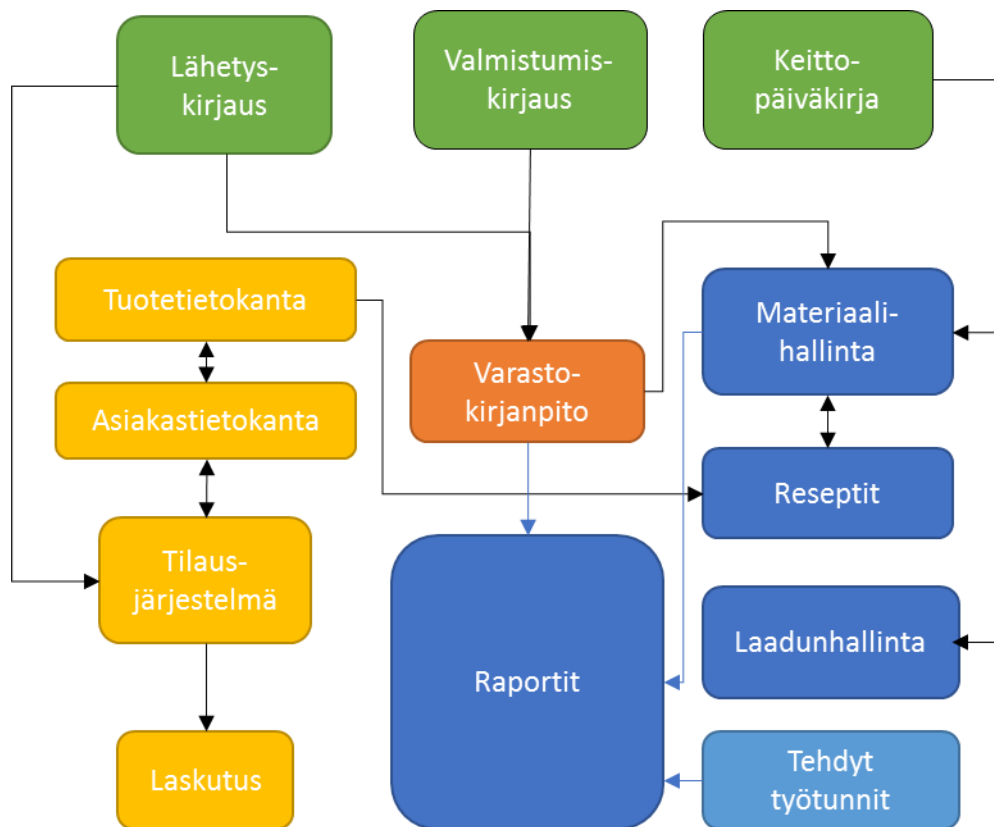 Lähetys-
kirjaus
Valmistumis-
kirjaus
Keitto-
päiväkirja
Tuotetietokanta
Asiakastietokanta
Tilaus-
järjestelmä
Laskutus
Varasto-
kirjanpito
Raportit
Materiaali-
hallinta
Reseptit
Laadunhallinta
Tehdyt
työtunnit